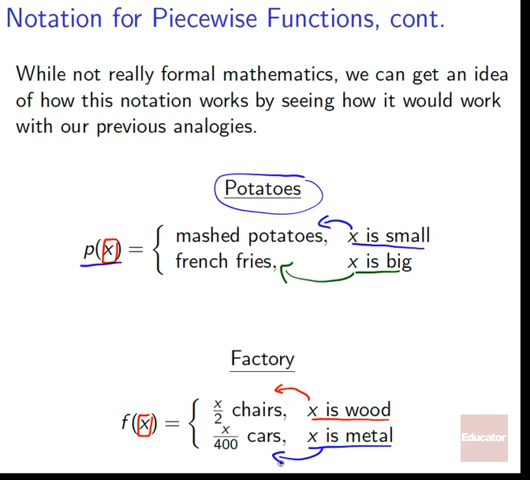 Notation for Piecewise Functions, cont.
While not really formal mathematics, we can get an idea
of how this notation works by seeing how it would work
with our previous analogies.
Potatoes
p(x) = { mashed potatoes, x is small
french fries, x is big
Factory
f(x) = { x/2 chairs, x is wood
x/400 cars, x is metal
Educator